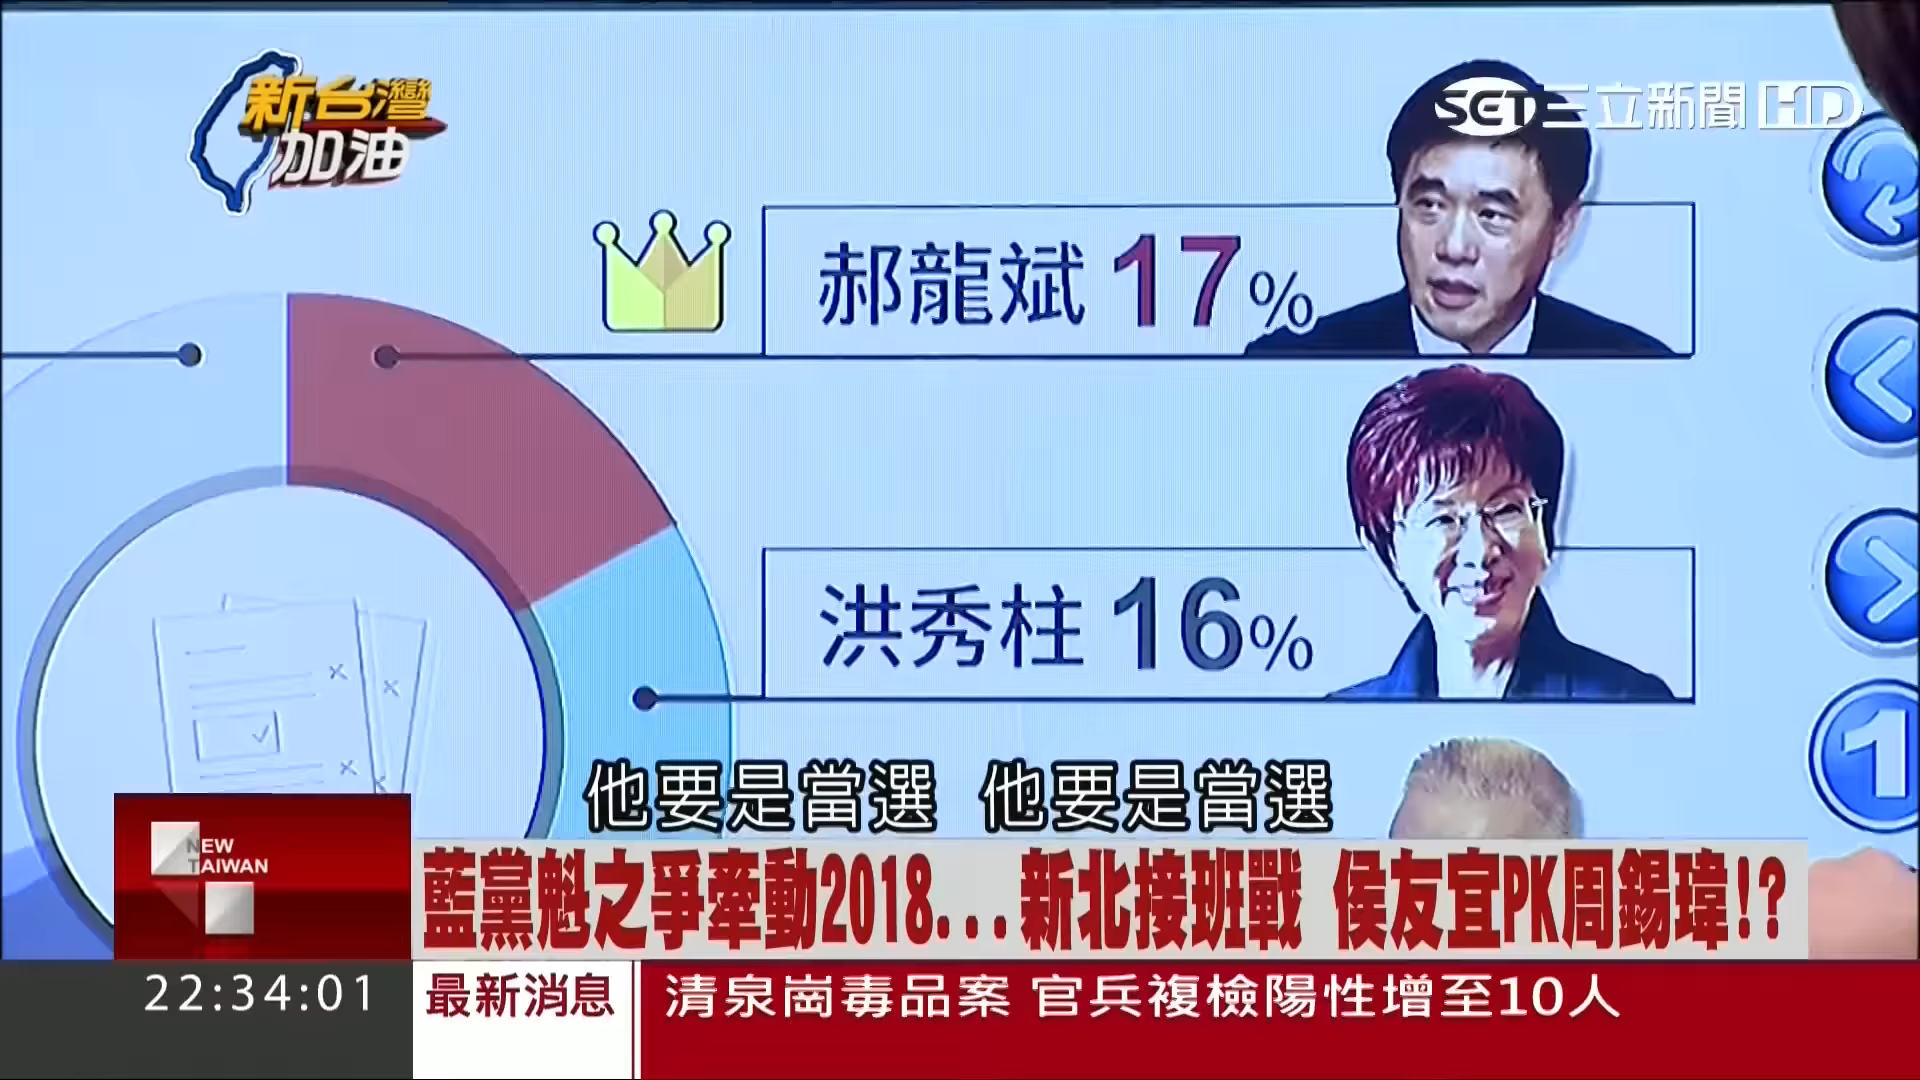 新台灣
加油
SET三立新聞HD
郝龍斌 17%
洪秀柱 16%
1
他要是當選 他要是當選
NEW
TAIWAN
藍黨魁之爭牽動2018...新北接班戰 侯友宜PK周錫瑋!?
22:34:01
最新消息
清泉崗毒品案 官兵複檢陽性增至10人